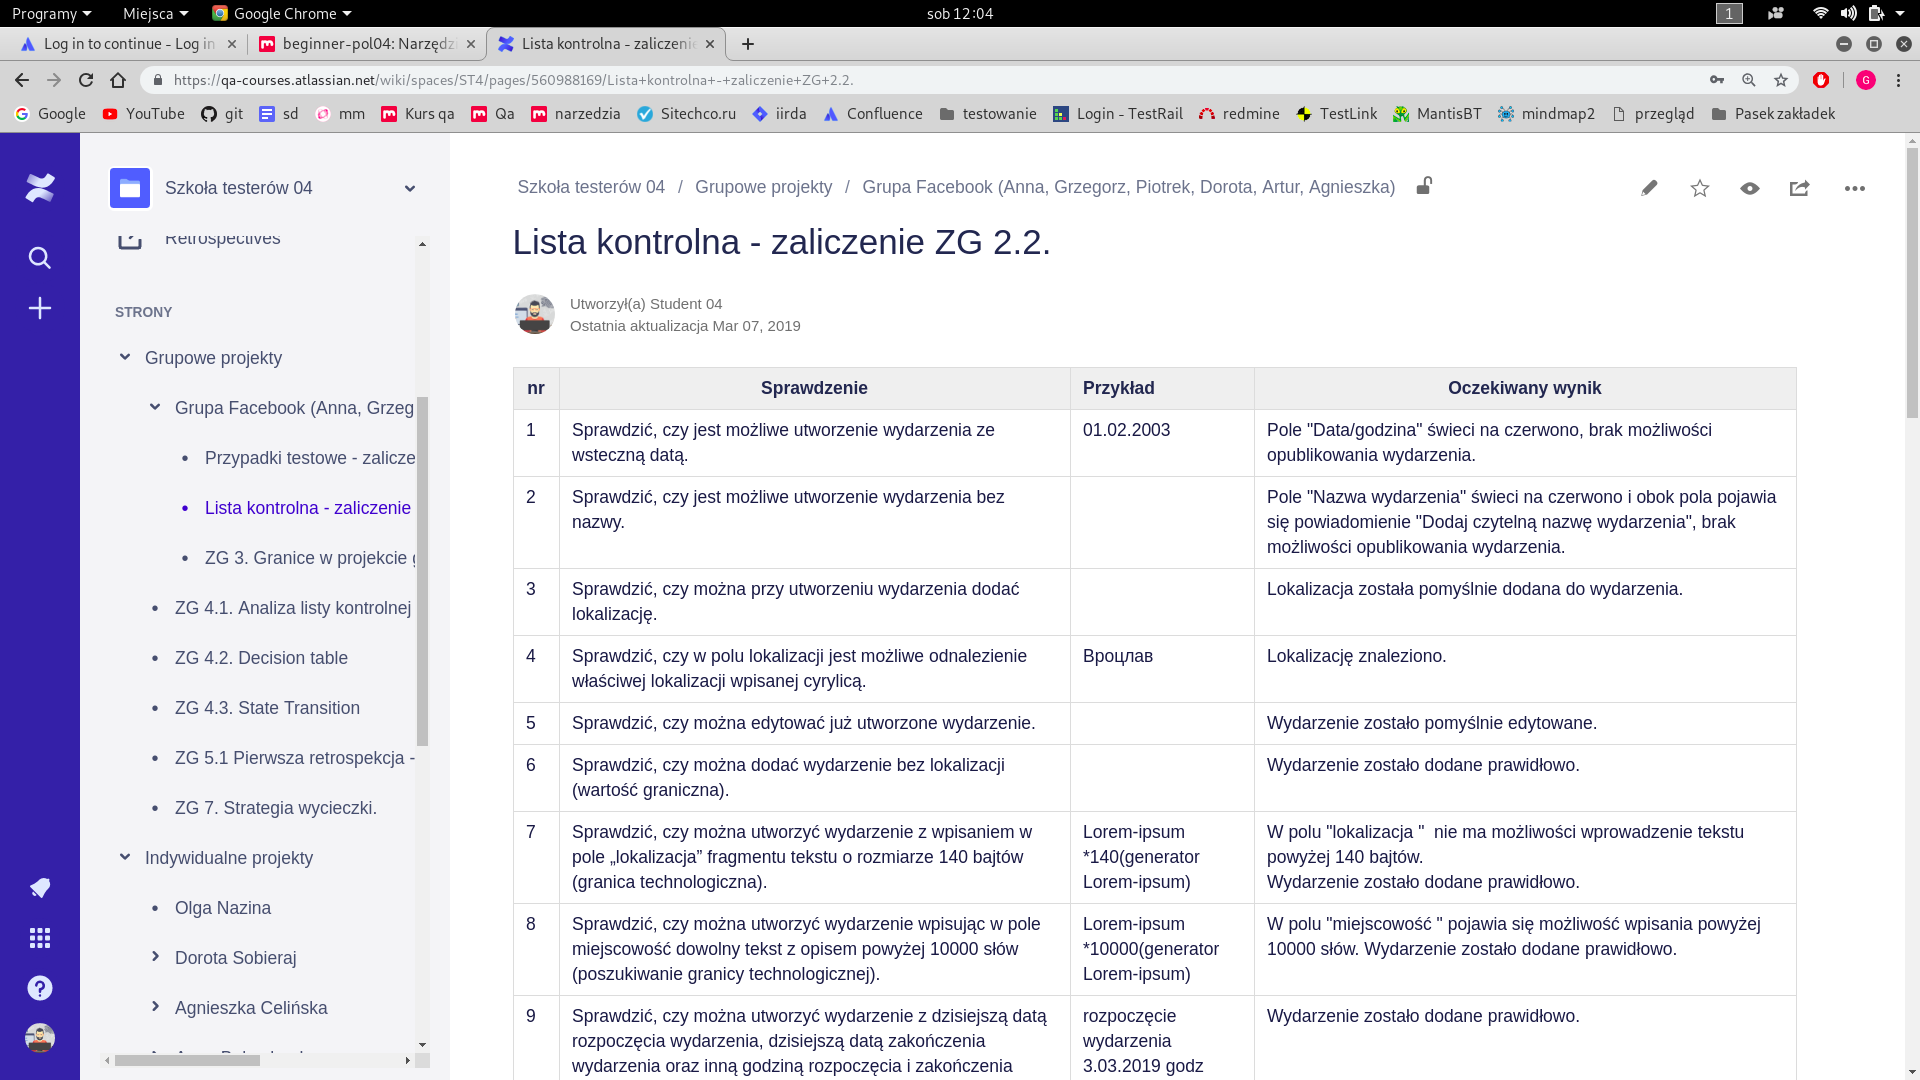 Programy Miejsca Google Chrome sob 12:04 1
Log in to continue - Log in beginner-pol04: Narzędzi Lista kontrolna - zaliczenie
https://qa-courses.atlassian.net/wiki/spaces/ST4/pages/560988169/Lista+kontrolna+-+zaliczenie+ZG+2.2. G
Google YouTube git sd mm Kurs qa Qa narzedzia Sitechco.ru iirda Confluence testowanie Login - TestRail redmine TestLink MantisBT mindmap2 przegląd Pasek zakładek
Szkoła testerów 04
Retrospectives
STRONY
Grupowe projekty
Grupa Facebook (Anna, Grzeg
Przypadki testowe - zalicze
Lista kontrolna - zaliczenie
ZG 3. Granice w projekcie g
ZG 4.1. Analiza listy kontrolnej
ZG 4.2. Decision table
ZG 4.3. State Transition
ZG 5.1 Pierwsza retrospekcja -
ZG 7. Strategia wycieczki.
Indywidualne projekty
Olga Nazina
Dorota Sobieraj
Agnieszka Celińska
Szkoła testerów 04 / Grupowe projekty / Grupa Facebook (Anna, Grzegorz, Piotrek, Dorota, Artur, Agnieszka)
Lista kontrolna - zaliczenie ZG 2.2.
Utworzył(a) Student 04
Ostatnia aktualizacja Mar 07, 2019
nr Sprawdzenie Przykład Oczekiwany wynik
1 Sprawdzić, czy jest możliwe utworzenie wydarzenia ze 01.02.2003 Pole "Data/godzina" świeci na czerwono, brak możliwości
wsteczną datą. opublikowania wydarzenia.
2 Sprawdzić, czy jest możliwe utworzenie wydarzenia bez Pole "Nazwa wydarzenia" świeci na czerwono i obok pola pojawia
nazwy. się powiadomienie "Dodaj czytelną nazwę wydarzenia", brak
możliwości opublikowania wydarzenia.
3 Sprawdzić, czy można przy utworzeniu wydarzenia dodać Lokalizacja została pomyślnie dodana do wydarzenia.
lokalizację.
4 Sprawdzić, czy w polu lokalizacji jest możliwe odnalezienie Вроцлав Lokalizację znaleziono.
właściwej lokalizacji wpisanej cyrylicą.
5 Sprawdzić, czy można edytować już utworzone wydarzenie. Wydarzenie zostało pomyślnie edytowane.
6 Sprawdzić, czy można dodać wydarzenie bez lokalizacji Wydarzenie zostało dodane prawidłowo.
(wartość graniczna).
7 Sprawdzić, czy można utworzyć wydarzenie z wpisaniem w Lorem-ipsum W polu "lokalizacja "  nie ma możliwości wprowadzenie tekstu
pole „lokalizacja” fragmentu tekstu o rozmiarze 140 bajtów *140(generator powyżej 140 bajtów.
(granica technologiczna). Lorem-ipsum) Wydarzenie zostało dodane prawidłowo.
8 Sprawdzić, czy można utworzyć wydarzenie wpisując w pole Lorem-ipsum W polu "miejscowość " pojawia się możliwość wpisania powyżej
miejscowość dowolny tekst z opisem powyżej 10000 słów *10000(generator 10000 słów. Wydarzenie zostało dodane prawidłowo.
(poszukiwanie granicy technologicznej). Lorem-ipsum)
9 Sprawdzić, czy można utworzyć wydarzenie z dzisiejszą datą rozpoczęcie Wydarzenie zostało dodane prawidłowo.
rozpoczęcia wydarzenia, dzisiejszą datą zakończenia wydarzenia
wydarzenia oraz inną godziną rozpoczęcia i zakończenia 3.03.2019 godz